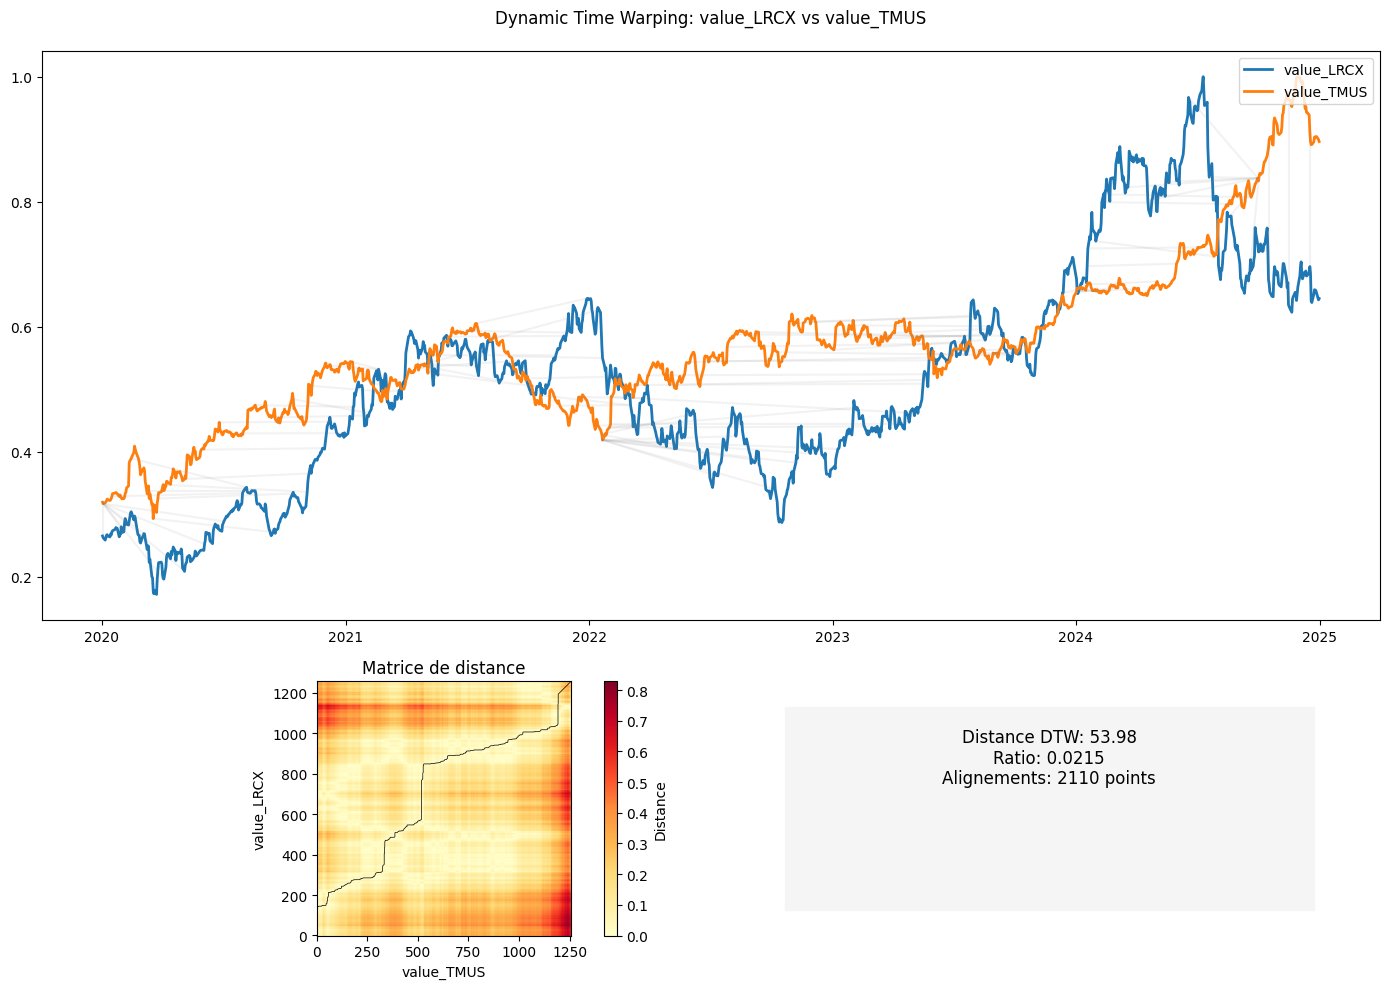 Dynamic Time Warping: value_LRCX vs value_TMUS
1.0
0.8
0.6
0.4
0.2
value_LRCX
value_TMUS
2020 2021 2022 2023 2024 2025
Matrice de distance
value_LRCX
1200
1000
800
600
400
200
0
0 250 500 750 1000 1250
value_TMUS
0.8
0.7
0.6
0.5
0.4
0.3
0.2
0.1
0.0
Distance
Distance DTW: 53.98
Ratio: 0.0215
Alignements: 2110 points